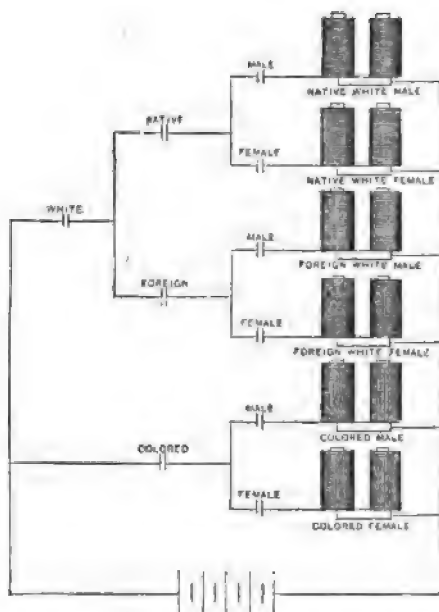 MALE
NATIVE WHITE MALE
NATIVE
FEMALE
NATIVE WHITE FEMALE
WHITE
MALE
FOREIGN WHITE MALE
FOREIGN
FEMALE
FOREIGN WHITE FEMALE
MALE
COLORED MALE
COLORED
FEMALE
COLORED FEMALE